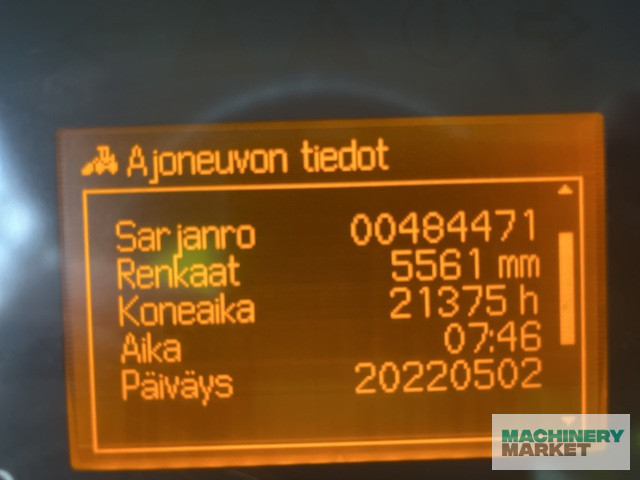 Ajoneuvon tiedot
Sarjanro 00484471
Renkaat 5561 mm
Koneaika 21375 h
Aika 07:46
Päiväys 20220502
MACHINERY
MARKET